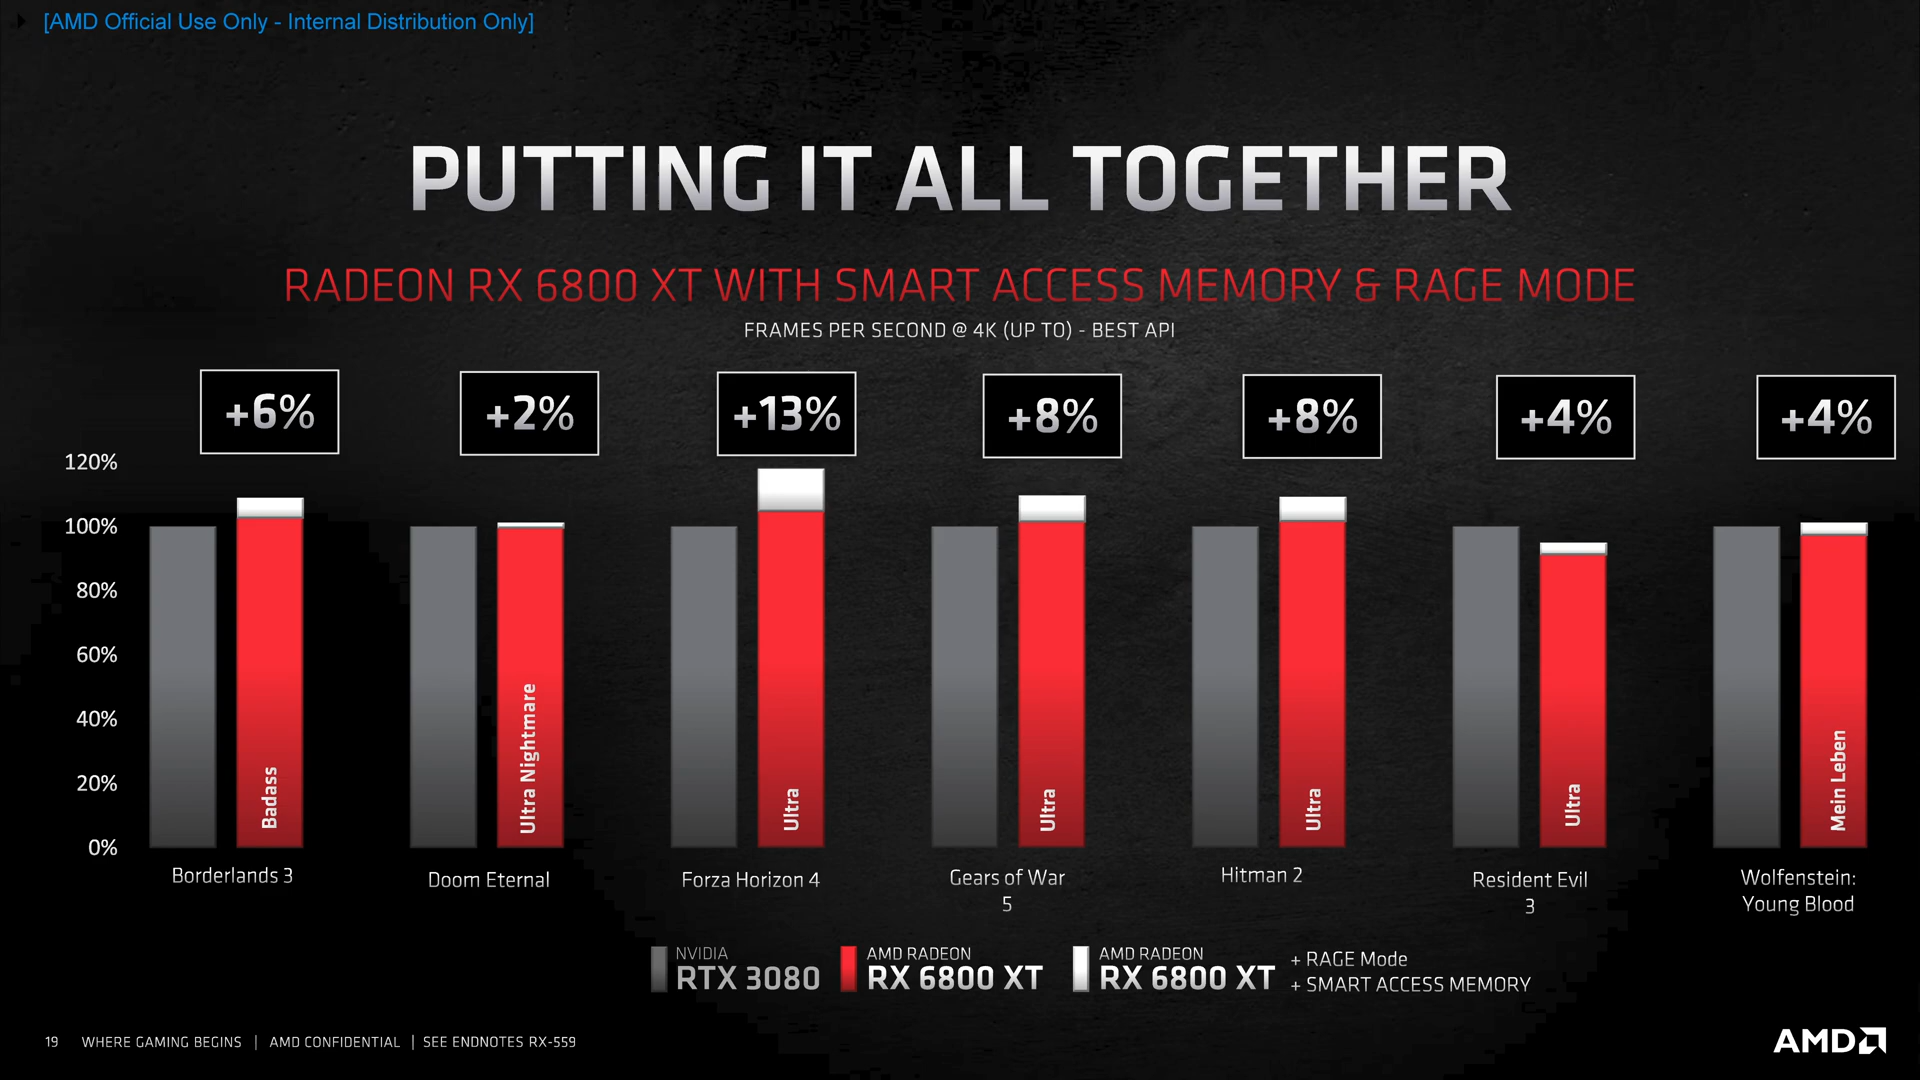 [AMD Official Use Only - Internal Distribution Only]
PUTTING IT ALL TOGETHER
RADEON RX 6800 XT WITH SMART ACCESS MEMORY & RAGE MODE
FRAMES PER SECOND @ 4K (UP TO) - BEST API
+6% +2% +13% +8% +8% +4% +4%
120%
100%
80%
60%
40%
20%
0%
Badass
Ultra Nightmare
Ultra
Ultra
Ultra
Ultra
Mein Leben
Borderlands 3
Doom Eternal
Forza Horizon 4
Gears of War
5
Hitman 2
Resident Evil
3
Wolfenstein:
Young Blood
NVIDIA
RTX 3080
AMD RADEON
RX 6800 XT
AMD RADEON
RX 6800 XT
+ RAGE Mode
+ SMART ACCESS MEMORY
19 WHERE GAMING BEGINS | AMD CONFIDENTIAL | SEE ENDNOTES RX-559
AMD